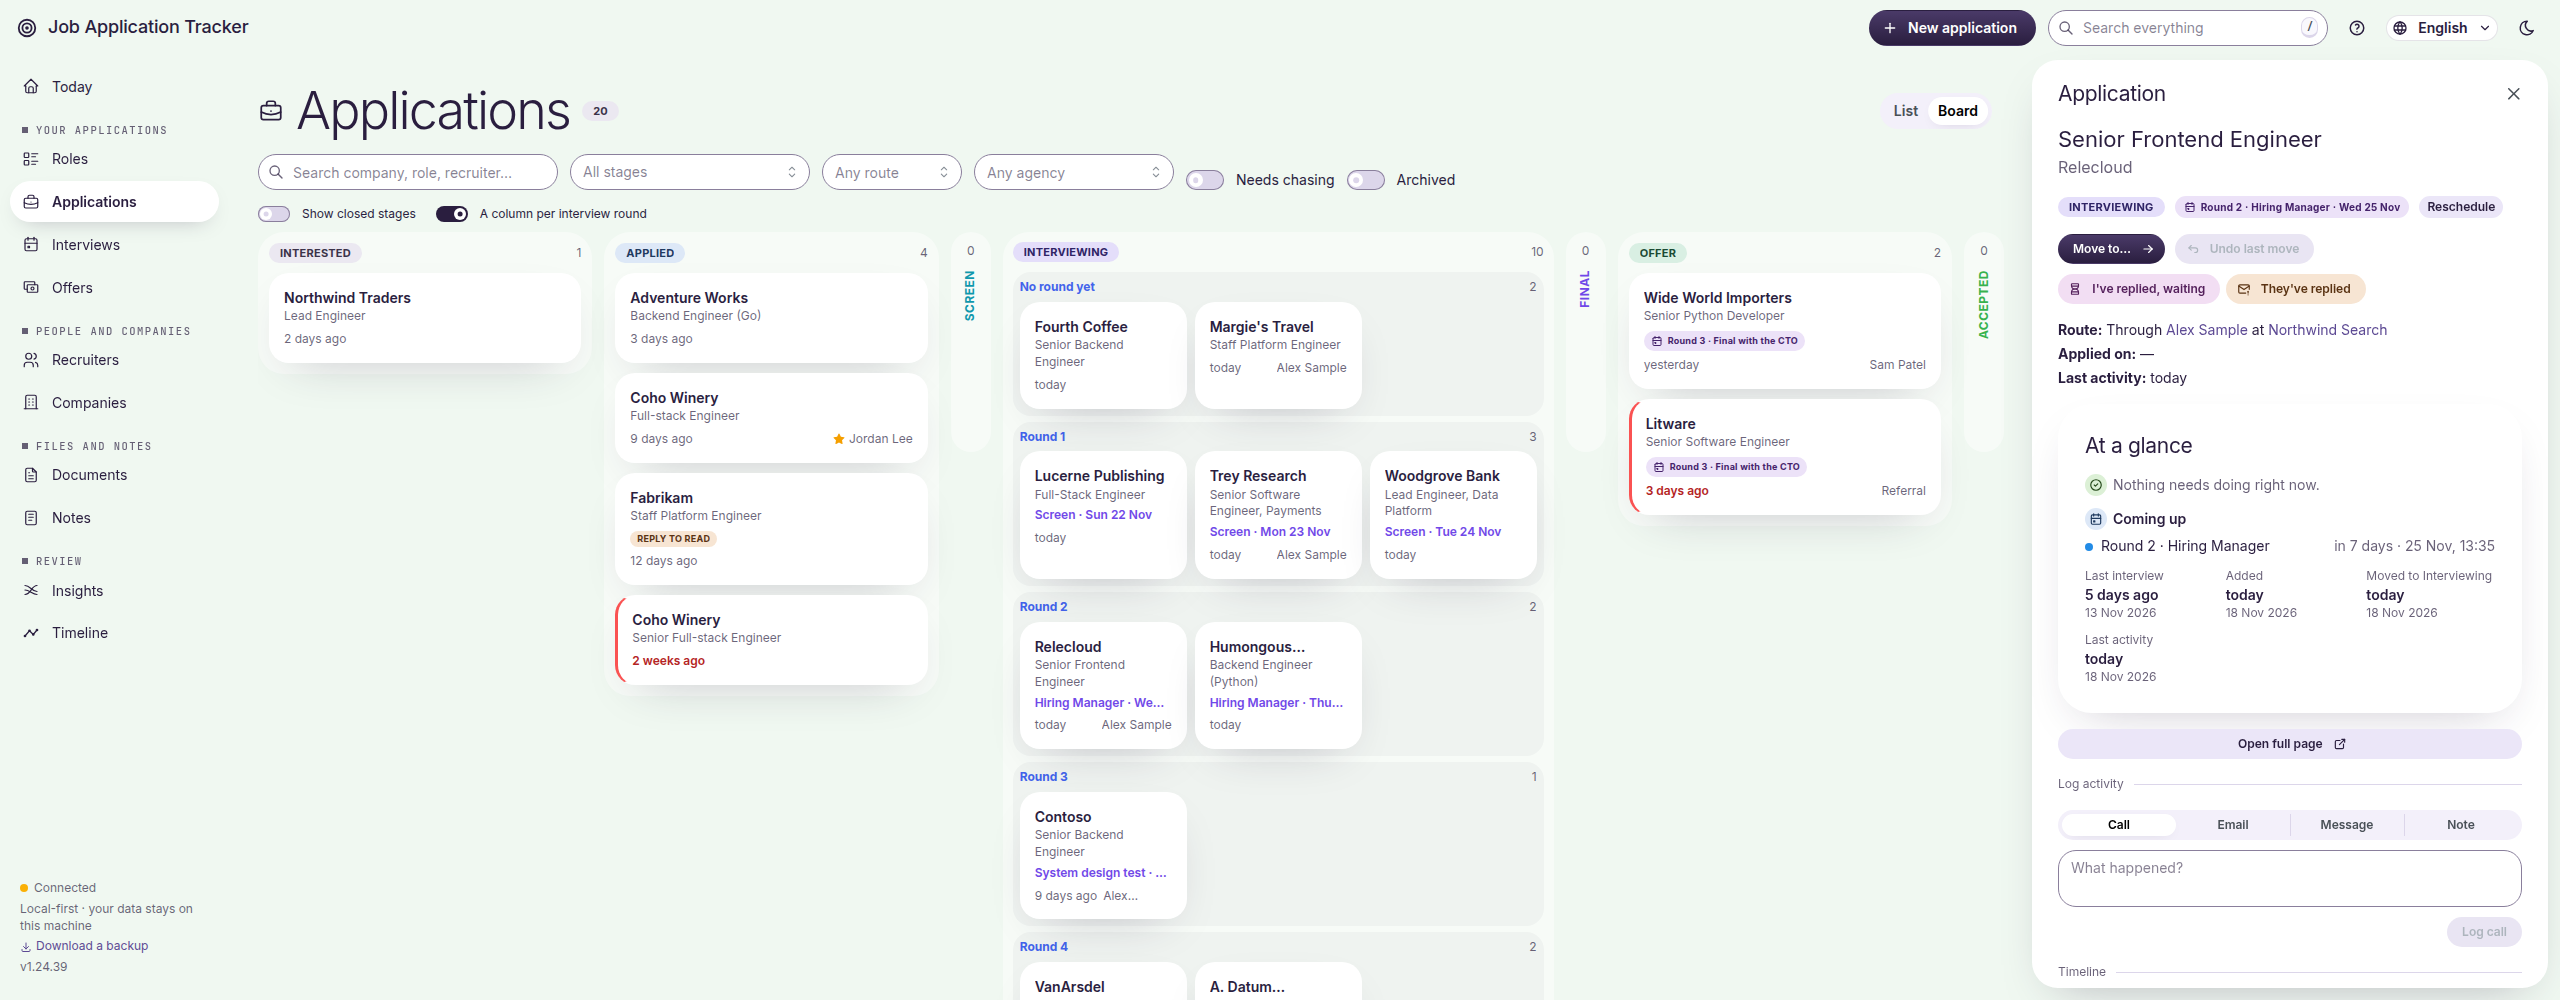 Job Application Tracker
New application
Search everything
/
English
Today
YOUR APPLICATIONS
Roles
Applications
Interviews
Offers
PEOPLE AND COMPANIES
Recruiters
Companies
FILES AND NOTES
Documents
Notes
REVIEW
Insights
Timeline
Connected
Local-first · your data stays on
this machine
Download a backup
v1.24.39
Applications
20
List
Board
Search company, role, recruiter...
All stages
Any route
Any agency
Needs chasing
Archived
Show closed stages
A column per interview round
INTERESTED
1
Northwind Traders
Lead Engineer
2 days ago
APPLIED
4
Adventure Works
Backend Engineer (Go)
3 days ago
Coho Winery
Full-stack Engineer
9 days ago
Jordan Lee
Fabrikam
Staff Platform Engineer
REPLY TO READ
12 days ago
Coho Winery
Senior Full-stack Engineer
2 weeks ago
0
SCREEN
INTERVIEWING
10
No round yet
2
Fourth Coffee
Senior Backend
Engineer
today
Margie's Travel
Staff Platform Engineer
today
Alex Sample
Round 1
3
Lucerne Publishing
Full-Stack Engineer
Screen · Sun 22 Nov
today
Trey Research
Senior Software
Engineer, Payments
Screen · Mon 23 Nov
today
Alex Sample
Woodgrove Bank
Lead Engineer, Data
Platform
Screen · Tue 24 Nov
today
Round 2
2
Relecloud
Senior Frontend
Engineer
Hiring Manager · We...
today
Alex Sample
Humongous...
Backend Engineer
(Python)
Hiring Manager · Thu...
today
Round 3
1
Contoso
Senior Backend
Engineer
System design test · ...
9 days ago
Alex...
Round 4
2
VanArsdel
A. Datum...
0
FINAL
OFFER
2
Wide World Importers
Senior Python Developer
Round 3 · Final with the CTO
yesterday
Sam Patel
Litware
Senior Software Engineer
Round 3 · Final with the CTO
3 days ago
Referral
0
ACCEPTED
Application
Senior Frontend Engineer
Relecloud
INTERVIEWING
Round 2 · Hiring Manager · Wed 25 Nov
Reschedule
Move to...
Undo last move
I've replied, waiting
They've replied
Route: Through Alex Sample at Northwind Search
Applied on: —
Last activity: today
At a glance
Nothing needs doing right now.
Coming up
Round 2 · Hiring Manager
in 7 days · 25 Nov, 13:35
Last interview
5 days ago
13 Nov 2026
Added
today
18 Nov 2026
Moved to Interviewing
today
18 Nov 2026
Last activity
today
18 Nov 2026
Open full page
Log activity
Call
Email
Message
Note
What happened?
Log call
Timeline